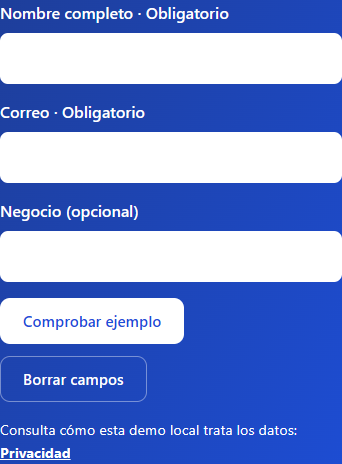 Nombre completo · Obligatorio
Correo · Obligatorio
Negocio (opcional)
Comprobar ejemplo
Borrar campos
Consulta cómo esta demo local trata los datos:
Privacidad